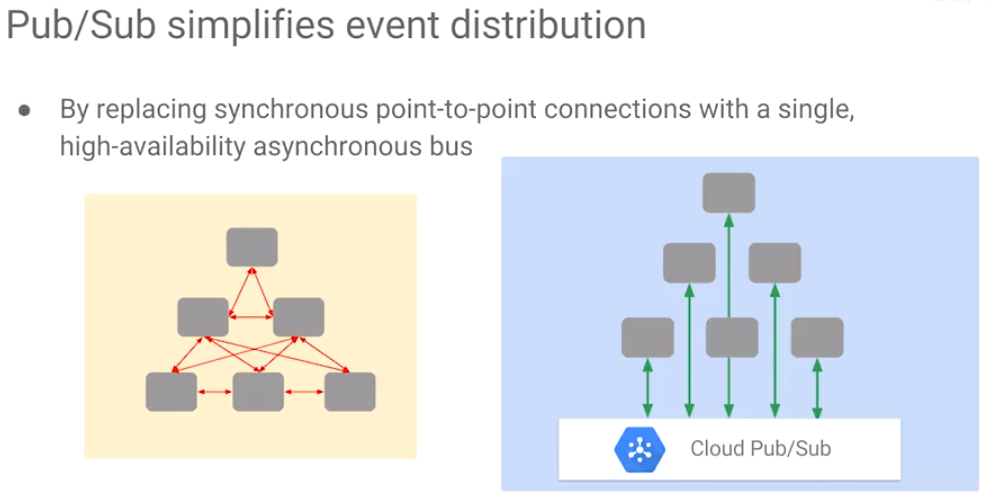 Pub/Sub simplifies event distribution
● By replacing synchronous point-to-point connections with a single,
high-availability asynchronous bus
Cloud Pub/Sub